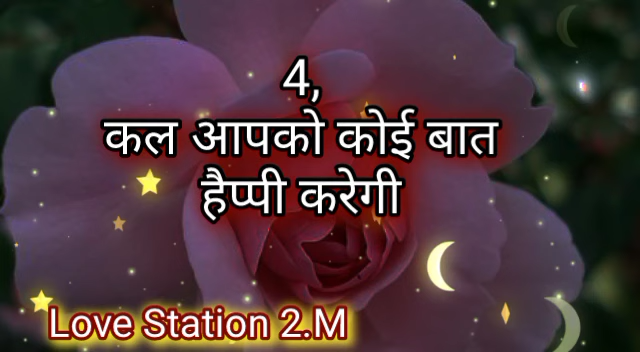 4,
कल आपको कोई बात
हैप्पी करेगी
Love Station 2.M